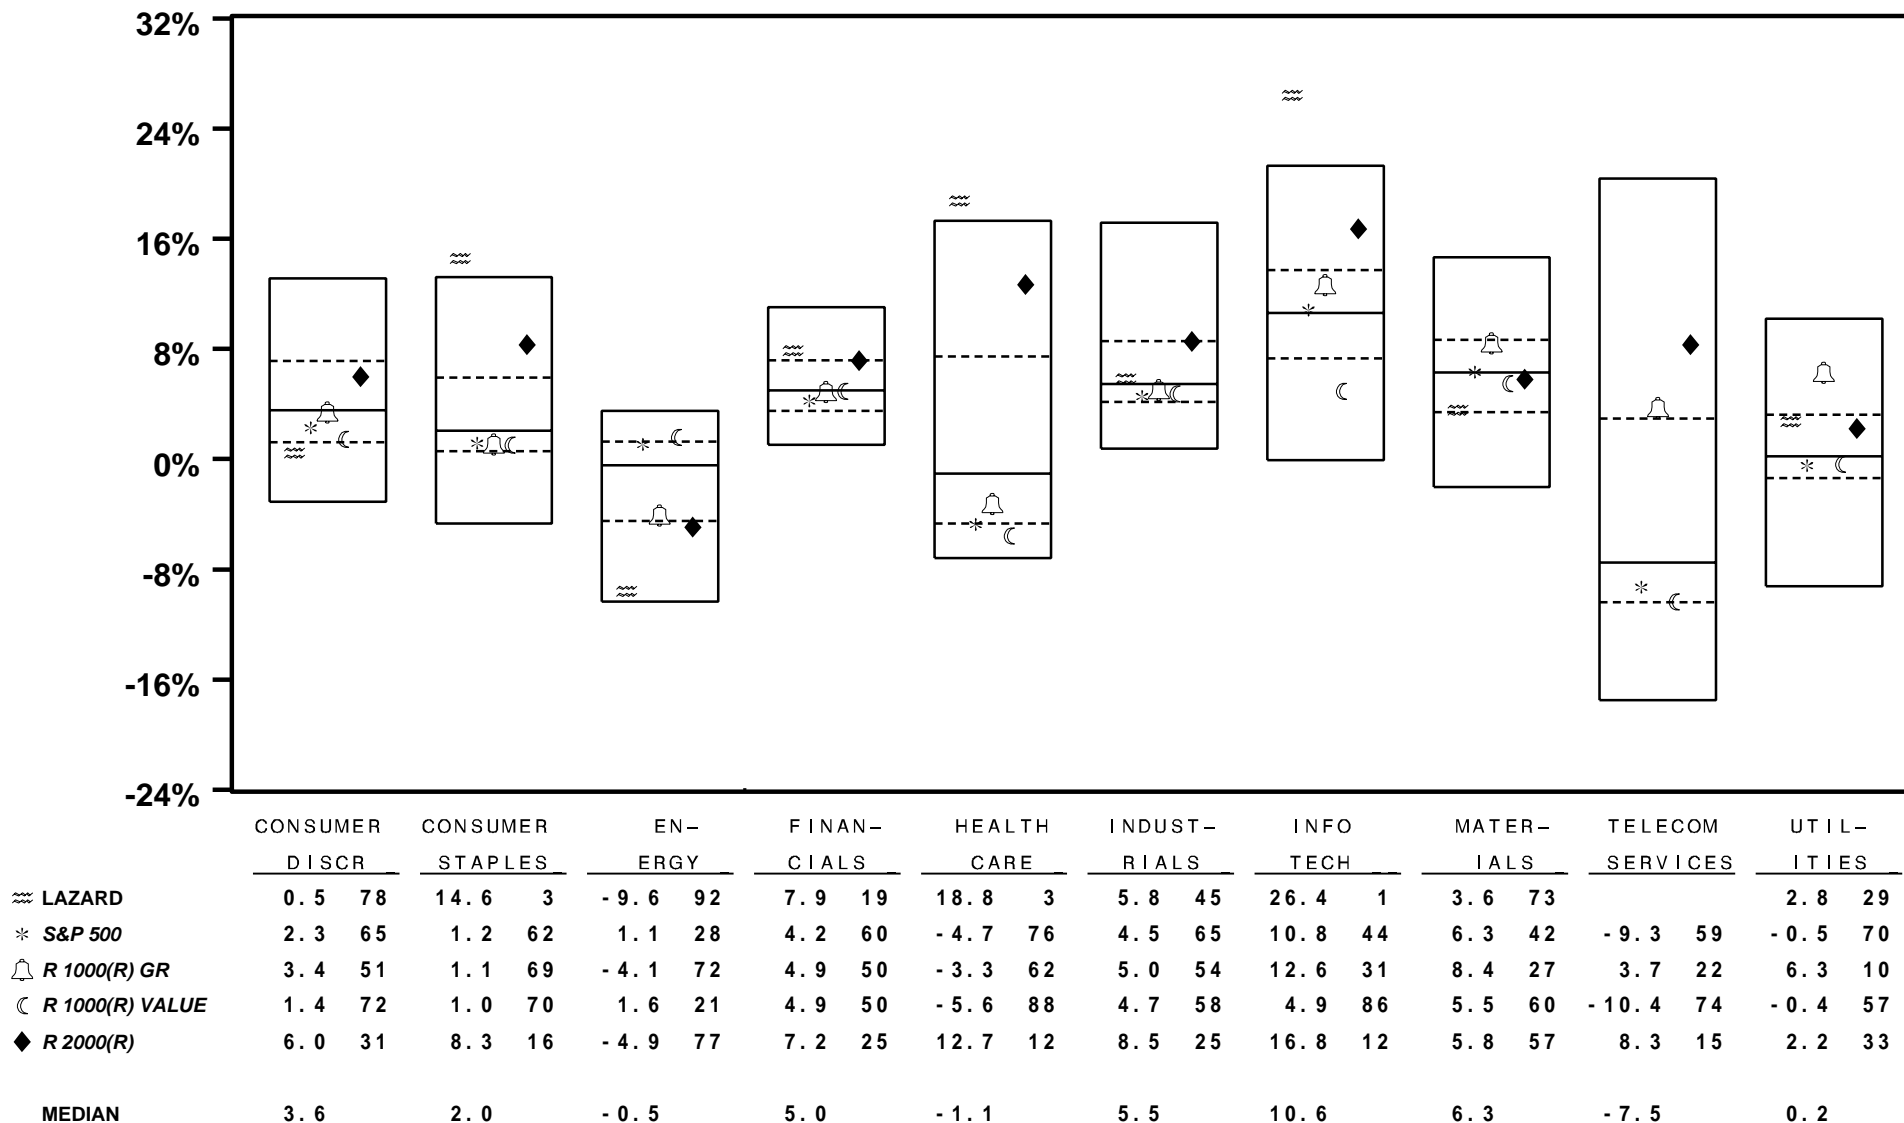 32%
24%
16%
8%
0%
-8%
-16%
-24%
CONSUMER CONSUMER EN- FINAN- HEALTH INDUST- INFO MATER- TELECOM UTIL-
DISCR STAPLES ERGY CIALS CARE RIALS TECH IALS SERVICES ITIES
LAZARD 0.5 78 14.6 3 -9.6 92 7.9 19 18.8 3 5.8 45 26.4 1 3.6 73 2.8 29
S&P 500 2.3 65 1.2 62 1.1 28 4.2 60 -4.7 76 4.5 65 10.8 44 6.3 42 -9.3 59 -0.5 70
R 1000(R) GR 3.4 51 1.1 69 -4.1 72 4.9 50 -3.3 62 5.0 54 12.6 31 8.4 27 3.7 22 6.3 10
R 1000(R) VALUE 1.4 72 1.0 70 1.6 21 4.9 50 -5.6 88 4.7 58 4.9 86 5.5 60 -10.4 74 -0.4 57
R 2000(R) 6.0 31 8.3 16 -4.9 77 7.2 25 12.7 12 8.5 25 16.8 12 5.8 57 8.3 15 2.2 33
MEDIAN 3.6 2.0 -0.5 5.0 -1.1 5.5 10.6 6.3 -7.5 0.2